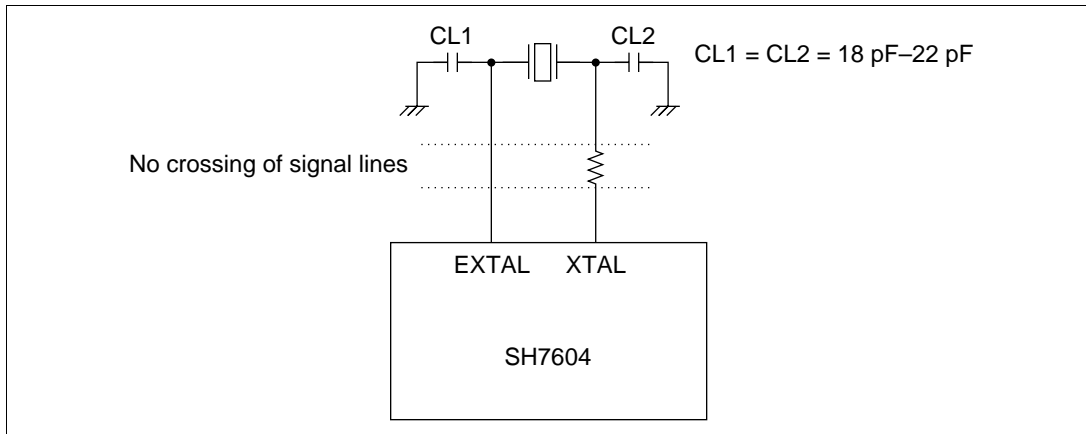 CL1
CL2
CL1 = CL2 = 18 pF–22 pF
No crossing of signal lines
EXTAL
XTAL
SH7604